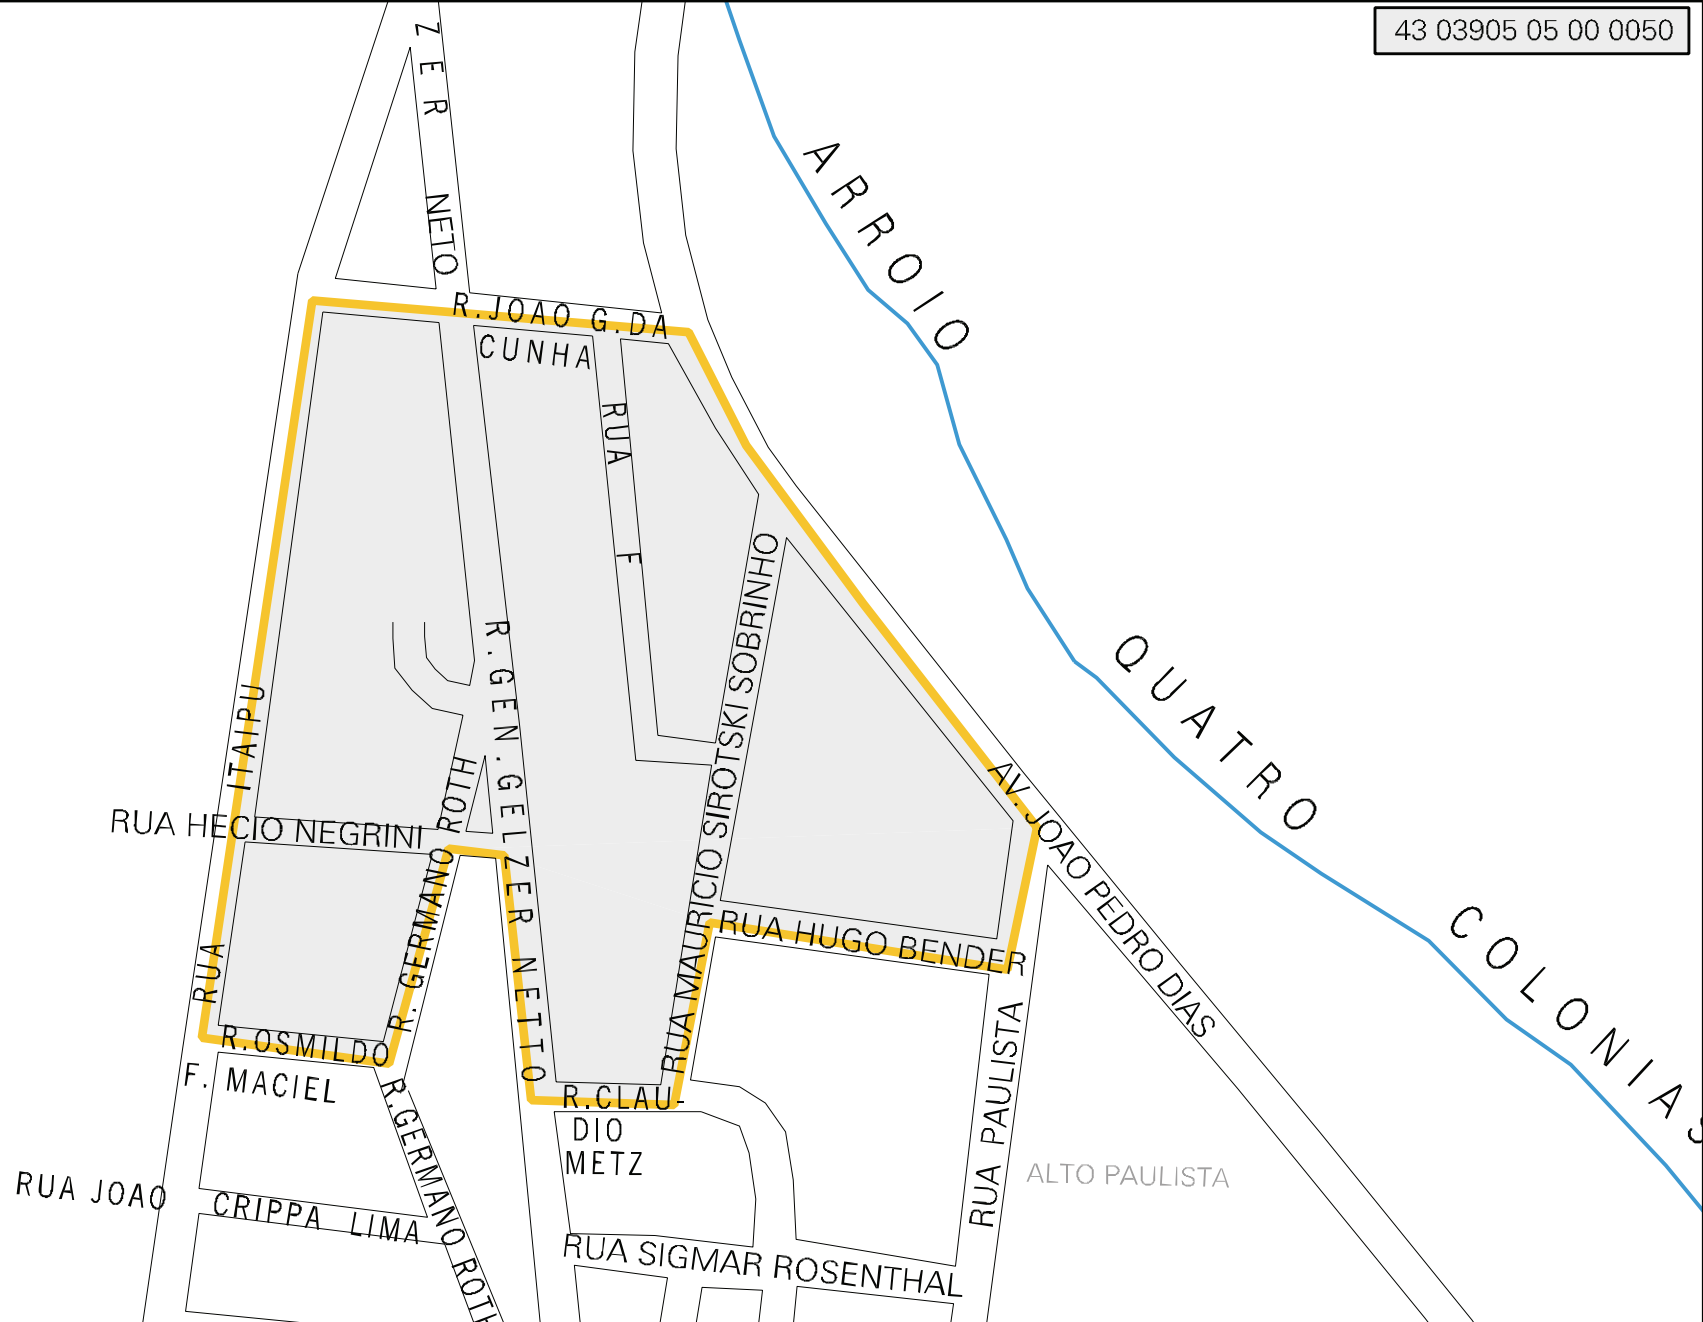 43 03905 05 00 0050
ZER NETO
ARROIO
QUATRO
COLONIAS
R. JOAO G. DA
CUNHA
RUA F
RUA MAURICIO SIROTSKI SOBRINHO
R. GEN. GELZER NETTO
RUA ITAIPU
RUA HECIO NEGRINI
R. GERMANO ROTH
AV. JOAO PEDRO DIAS
RUA HUGO BENDER
R. OSMILDO
F. MACIEL
R. GERMANO ROTH
R. CLAU-
DIO
METZ
RUA PAULISTA
ALTO PAULISTA
RUA JOAO CRIPPA LIMA
RUA SIGMAR ROSENTHAL